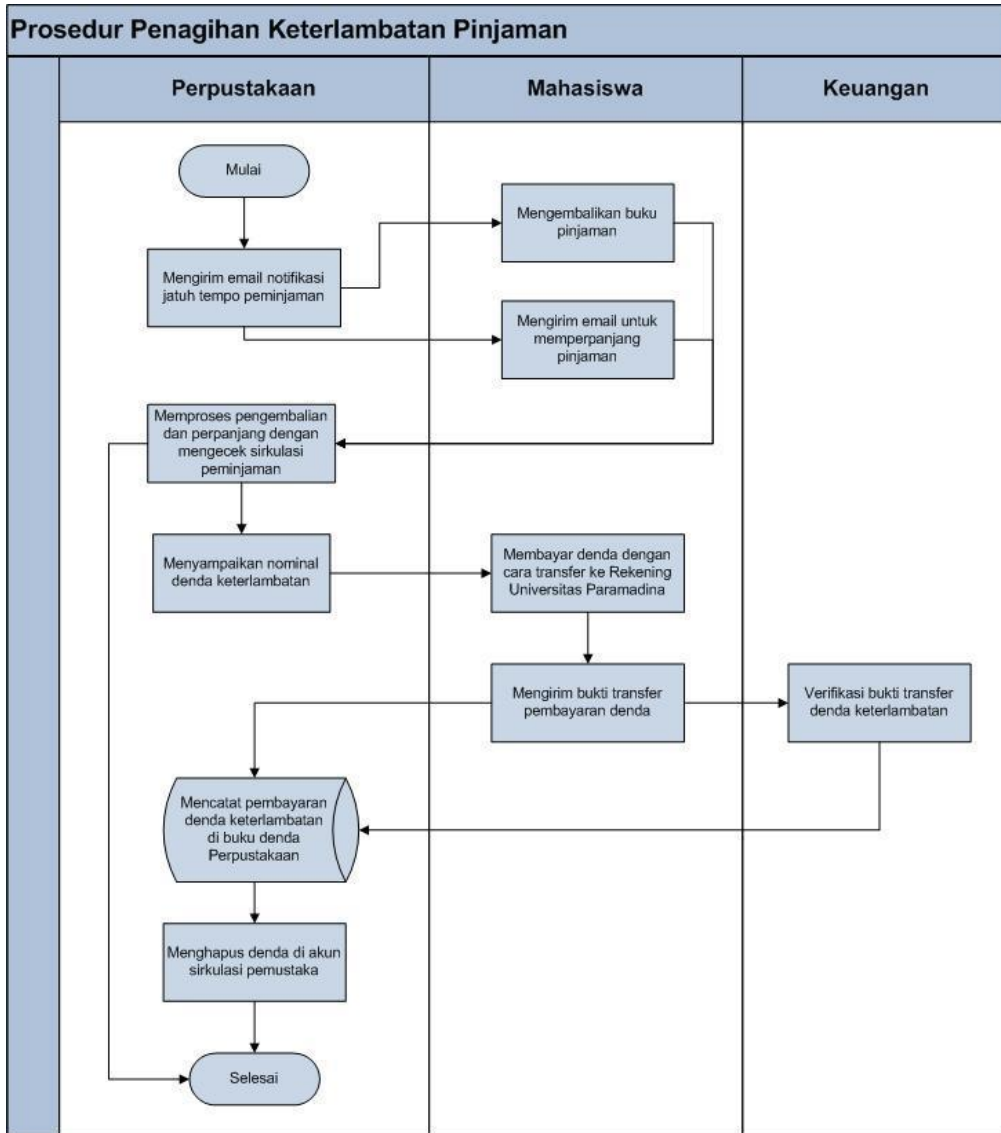 Prosedur Penagihan Keterlambatan Pinjaman
Perpustakaan
Mahasiswa
Keuangan
Mulai
Mengembalikan buku
pinjaman
Mengirim email notifikasi
jatuh tempo peminjaman
Mengirim email untuk
memperpanjang
pinjaman
Memproses pengembalian
dan perpanjang dengan
mengecek sirkulasi
peminjaman
Menyampaikan nominal
denda keterlambatan
Membayar denda dengan
cara transfer ke Rekening
Universitas Paramadina
Mengirim bukti transfer
pembayaran denda
Verifikasi bukti transfer
denda keterlambatan
Mencatat pembayaran
denda keterlambatan
di buku denda
Perpustakaan
Menghapus denda di akun
sirkulasi pemustaka
Selesai